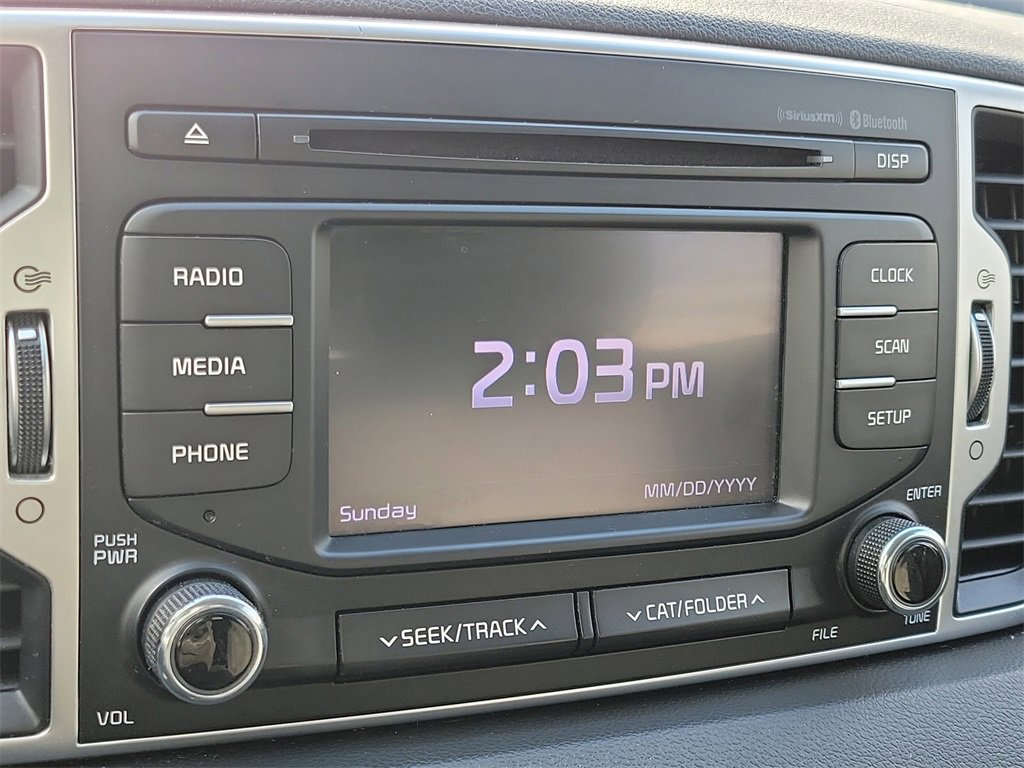 ((SiriusXM)) Bluetooth
DISP
RADIO
MEDIA
PHONE
CLOCK
SCAN
SETUP
2:03 PM
Sunday
MM/DD/YYYY
PUSH
PWR
VOL
SEEK/TRACK
CAT/FOLDER
ENTER
FILE
TUNE